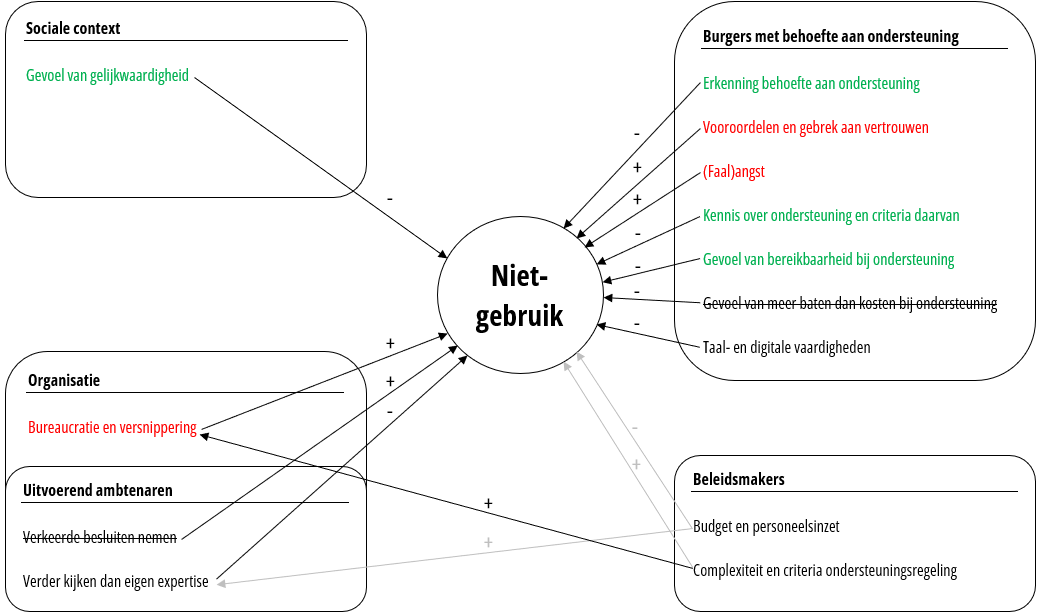 Sociale context
Gevoel van gelijkwaardigheid
-
Burgers met behoefte aan ondersteuning
Erkenning behoefte aan ondersteuning
Vooroordelen en gebrek aan vertrouwen
(Faal)angst
Kennis over ondersteuning en criteria daarvan
Gevoel van bereikbaarheid bij ondersteuning
Gevoel van meer baten dan kosten bij ondersteuning
Taal- en digitale vaardigheden
-
+
+
-
-
-
-
Niet-
gebruik
Organisatie
Bureaucratie en versnippering
Uitvoerend ambtenaren
Verkeerde besluiten nemen
Verder kijken dan eigen expertise
+
+
-
+
+
-
+
Beleidsmakers
Budget en personeelsinzet
Complexiteit en criteria ondersteuningsregeling